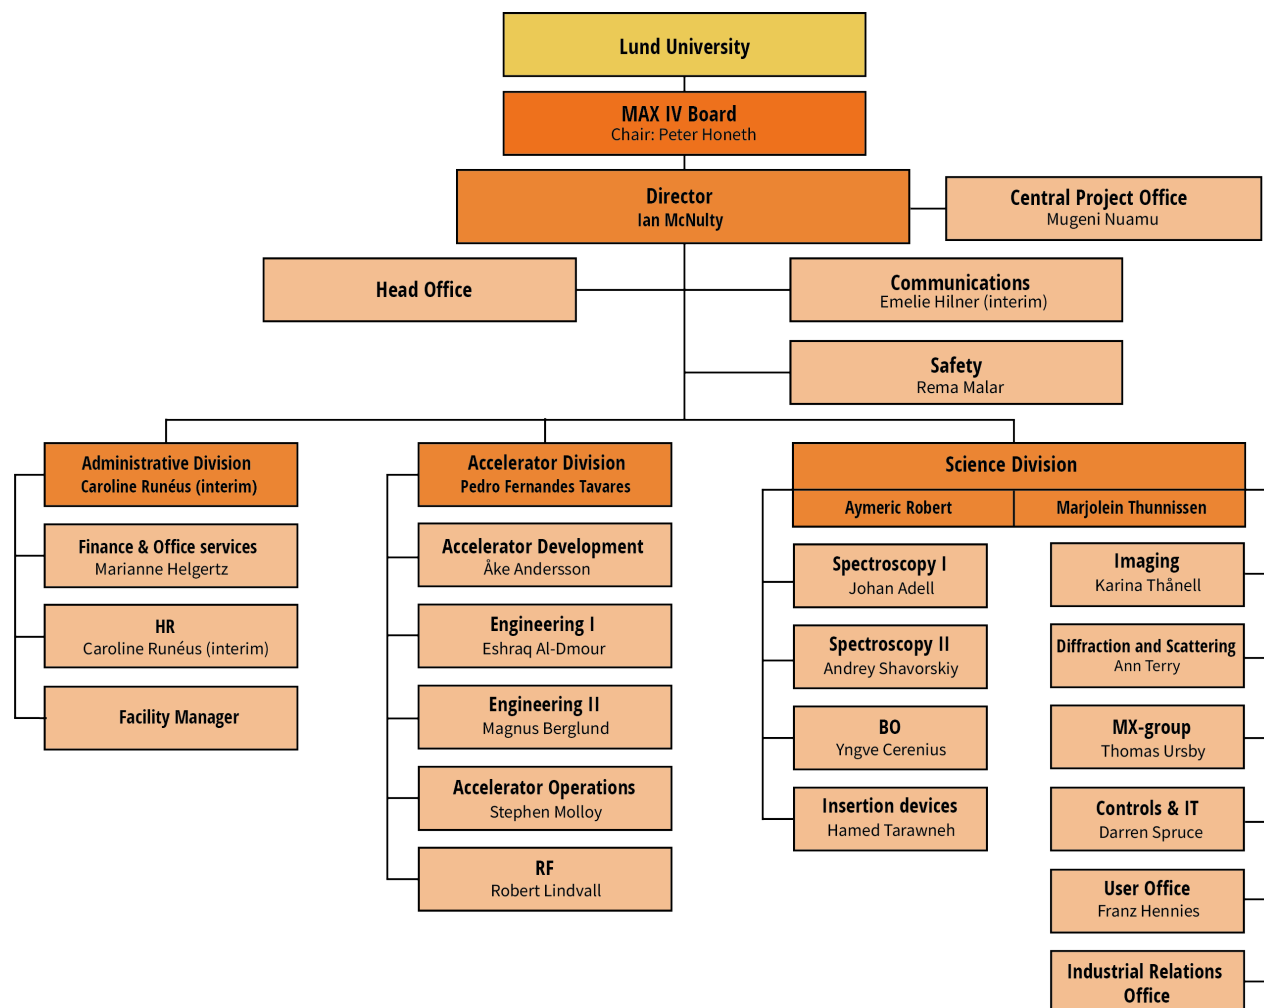 Lund University
MAX IV Board
Chair: Peter Honeth
Director
Ian McNulty
Central Project Office
Mugeni Nuamu
Head Office
Communications
Emelie Hilner (interim)
Safety
Rema Malar
Administrative Division
Caroline Runéus (interim)
Finance & Office services
Marianne Helgertz
HR
Caroline Runéus (interim)
Facility Manager
Accelerator Division
Pedro Fernandes Tavares
Accelerator Development
Åke Andersson
Engineering I
Eshraq Al-Dmour
Engineering II
Magnus Berglund
Accelerator Operations
Stephen Molloy
RF
Robert Lindvall
Science Division
Aymeric Robert
Marjolein Thunnissen
Spectroscopy I
Johan Adell
Spectroscopy II
Andrey Shavorskiy
BO
Yngve Cerenius
Insertion devices
Hamed Tarawneh
Imaging
Karina Thånell
Diffraction and Scattering
Ann Terry
MX-group
Thomas Ursby
Controls & IT
Darren Spruce
User Office
Franz Hennies
Industrial Relations
Office